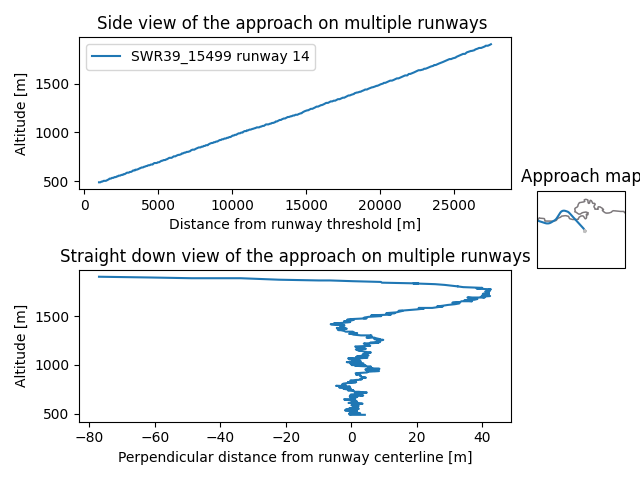 Side view of the approach on multiple runways
SWR39_15499 runway 14
Altitude [m]
1500
1000
500
0 5000 10000 15000 20000 25000
Distance from runway threshold [m]
Approach map
Straight down view of the approach on multiple runways
Altitude [m]
1500
1000
500
−80 −60 −40 −20 0 20 40
Perpendicular distance from runway centerline [m]